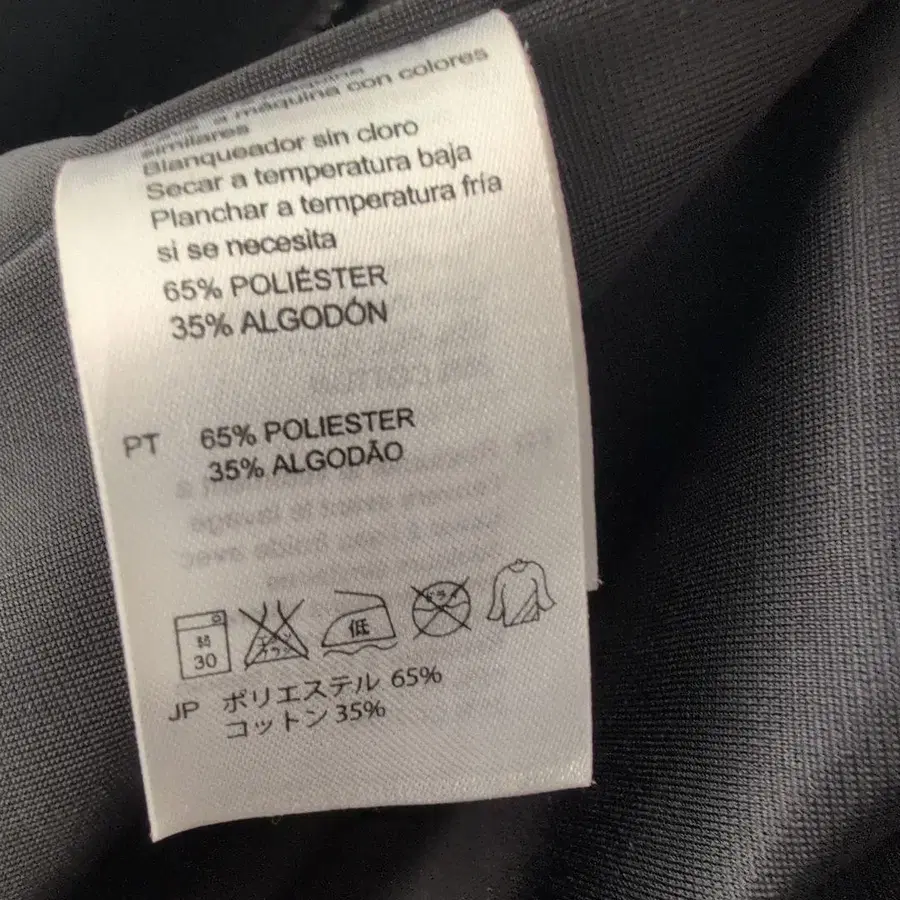 a máquina con colores
similares
Blanqueador sin cloro
Secar a temperatura baja
Planchar a temperatura fría
si se necesita
65% POLIÉSTER
35% ALGODÓN
PT 65% POLIESTER
35% ALGODÃO
弱
30
低
JP ポリエステル 65%
コットン 35%